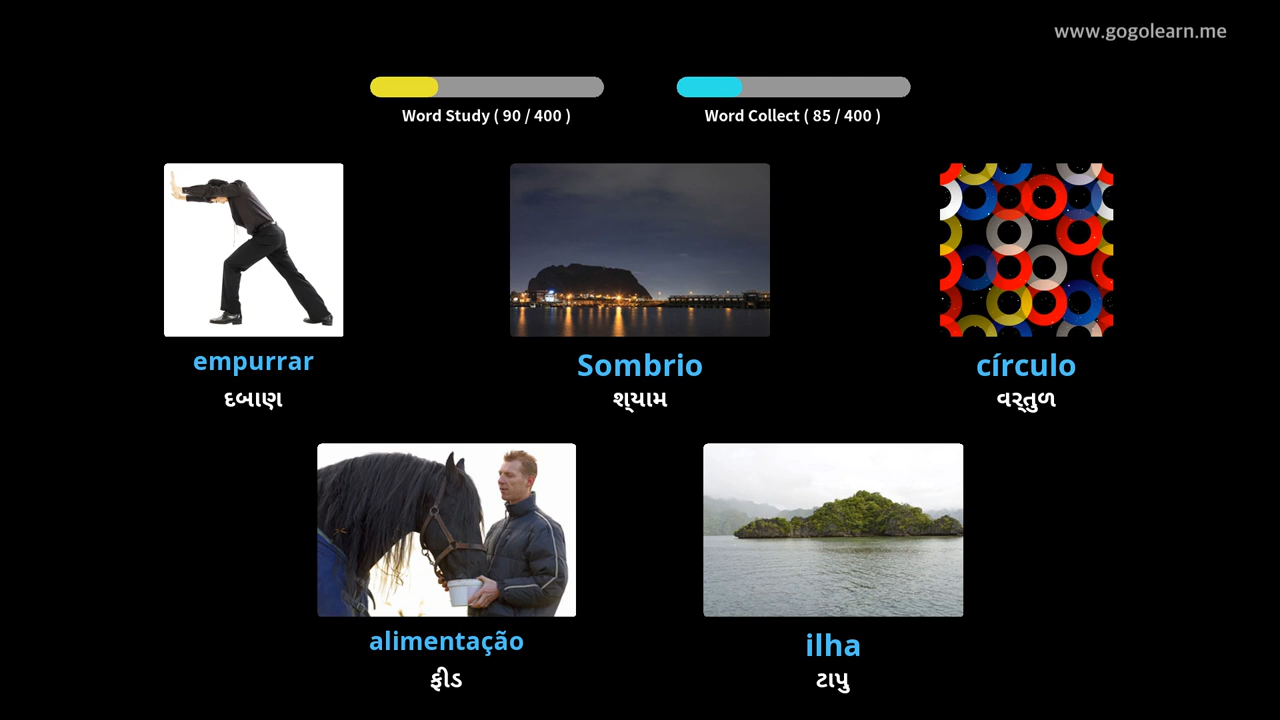 www.gogolearn.me
Word Study ( 90 / 400 )
Word Collect ( 85 / 400 )
empurrar
દબાણ
Sombrio
શ્યામ
círculo
વર્તુળ
alimentação
ફીડ
ilha
ટાપુ